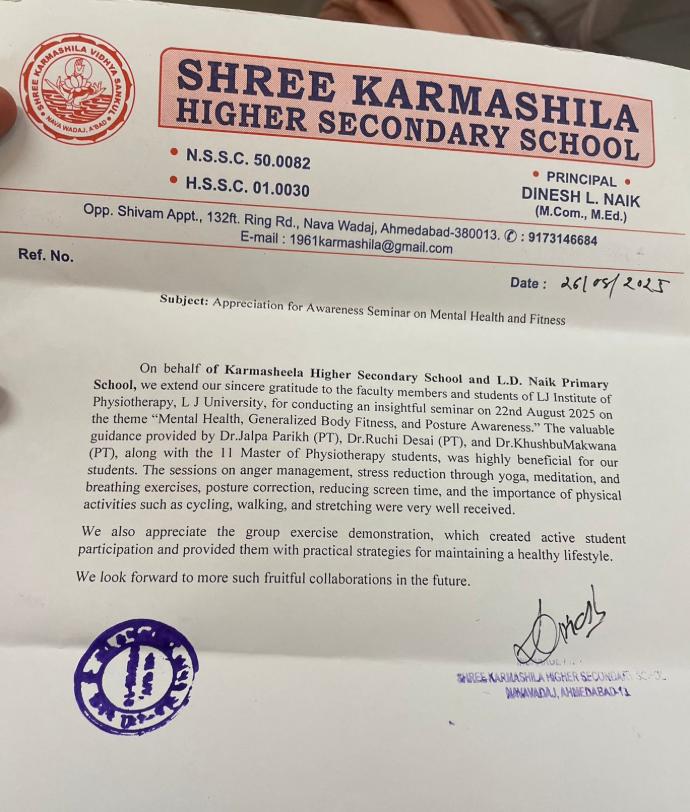 SHREE KARMASHILA VIDHYA SANKUL
NAVA WADAJ, A'BAD
SHREE KARMASHILA
HIGHER SECONDARY SCHOOL
• N.S.S.C. 50.0082
• H.S.S.C. 01.0030
• PRINCIPAL •
DINESH L. NAIK
(M.Com., M.Ed.)
Opp. Shivam Appt., 132ft. Ring Rd., Nava Wadaj, Ahmedabad-380013. ✆ : 9173146684
E-mail : 1961karmashila@gmail.com
Ref. No.
Date : 26/08/2025
Subject: Appreciation for Awareness Seminar on Mental Health and Fitness
On behalf of Karmasheela Higher Secondary School and L.D. Naik Primary
School, we extend our sincere gratitude to the faculty members and students of LJ Institute of
Physiotherapy, L J University, for conducting an insightful seminar on 22nd August 2025 on
the theme “Mental Health, Generalized Body Fitness, and Posture Awareness.” The valuable
guidance provided by Dr.Jalpa Parikh (PT), Dr.Ruchi Desai (PT), and Dr.KhushbuMakwana
(PT), along with the 11 Master of Physiotherapy students, was highly beneficial for our
students. The sessions on anger management, stress reduction through yoga, meditation, and
breathing exercises, posture correction, reducing screen time, and the importance of physical
activities such as cycling, walking, and stretching were very well received.
We also appreciate the group exercise demonstration, which created active student
participation and provided them with practical strategies for maintaining a healthy lifestyle.
We look forward to more such fruitful collaborations in the future.
Dinesh
SHREE KARMASHILA HIGHER SECONDARY SCHOOL
NAVAVADAJ, AHMEDABAD-13